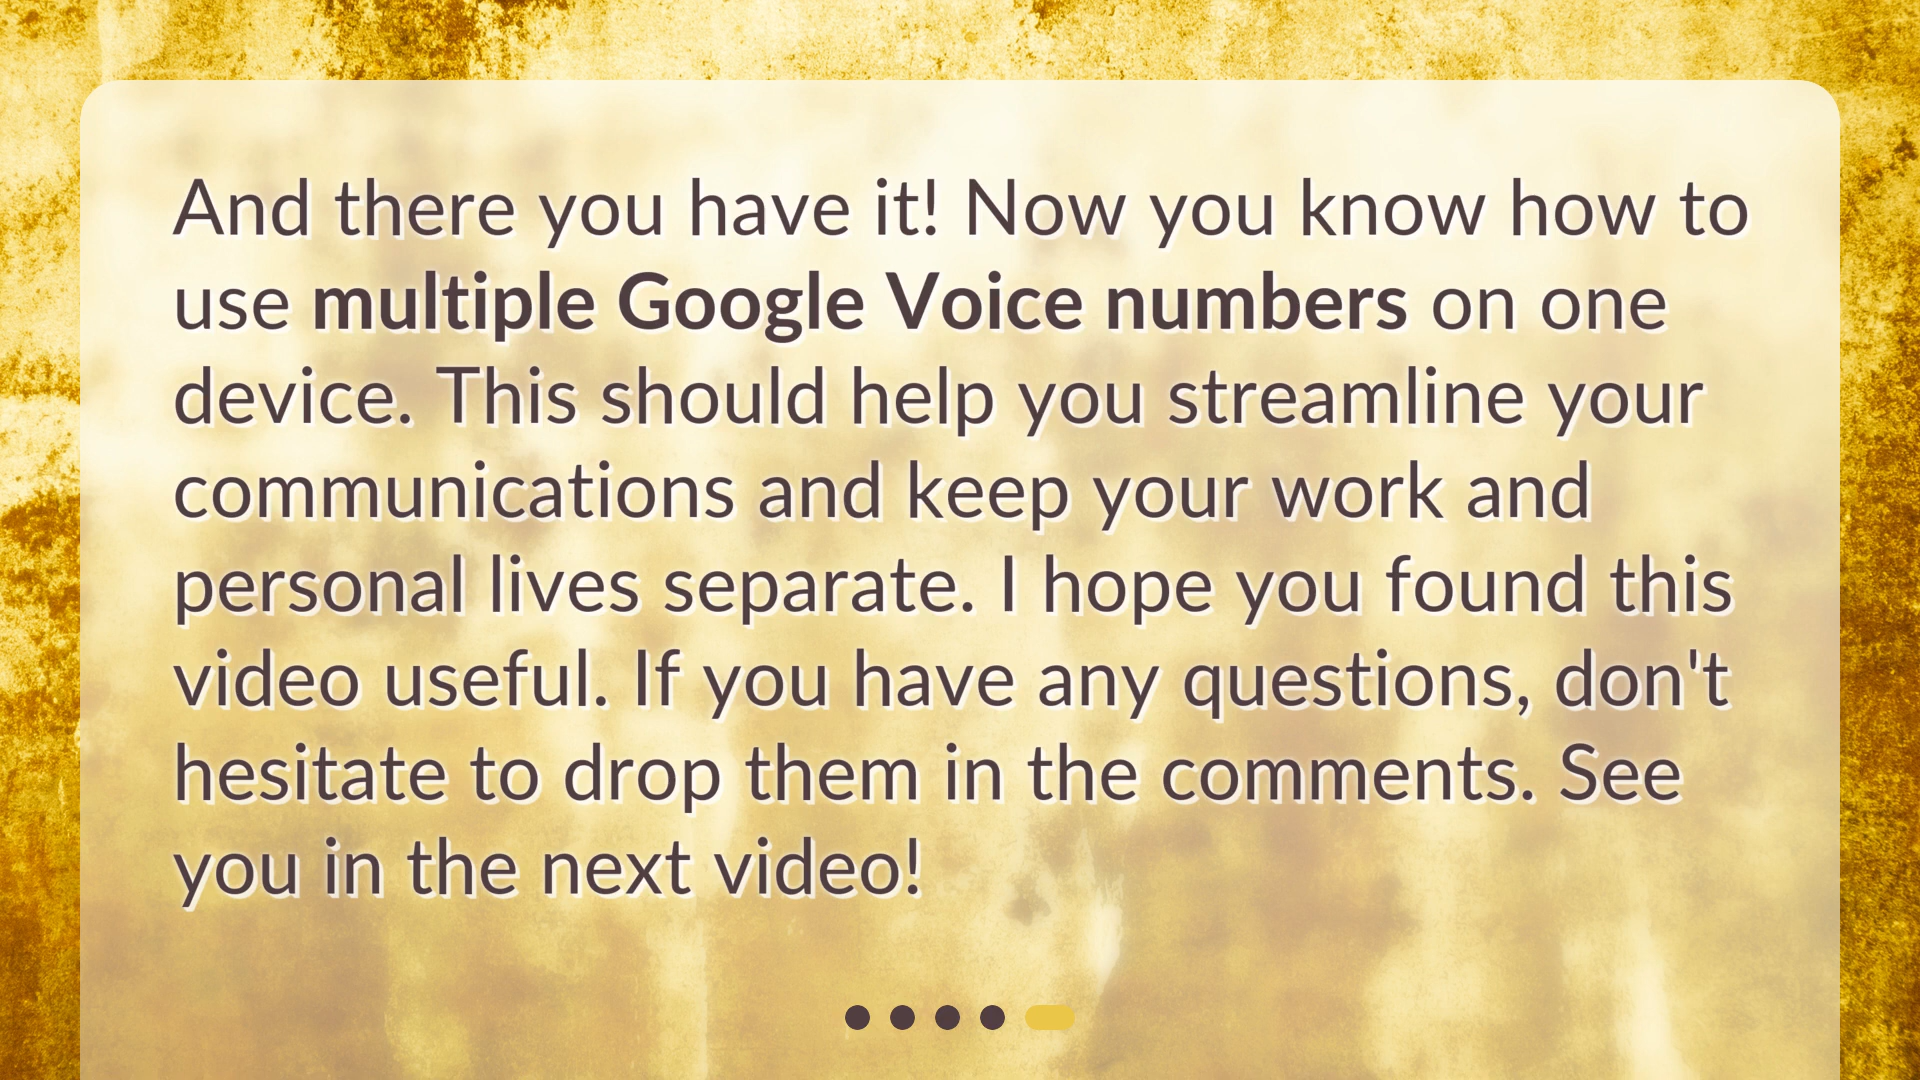 And there you have it! Now you know how to
use multiple Google Voice numbers on one
device. This should help you streamline your
communications and keep your work and
personal lives separate. I hope you found this
video useful. If you have any questions, don't
hesitate to drop them in the comments. See
you in the next video!